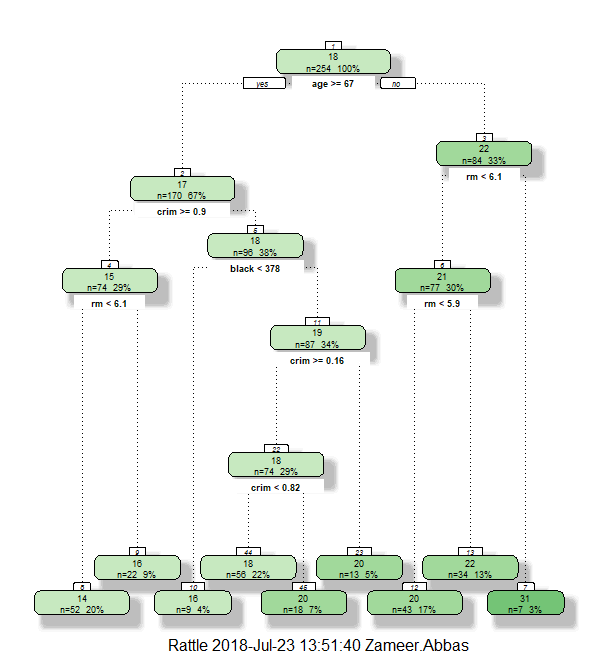 1
18
n=254 100%
yes age >= 67 no
3
22
n=84 33%
rm < 6.1
2
17
n=170 67%
crim >= 0.9
5
18
n=96 38%
black < 378
4
15
n=74 29%
rm < 6.1
6
21
n=77 30%
rm < 5.9
11
19
n=87 34%
crim >= 0.16
22
18
n=74 29%
crim < 0.82
9
16
n=22 9%
44
18
n=56 22%
23
20
n=13 5%
13
22
n=34 13%
8
14
n=52 20%
10
16
n=9 4%
45
20
n=18 7%
12
20
n=43 17%
7
31
n=7 3%
Rattle 2018-Jul-23 13:51:40 Zameer.Abbas